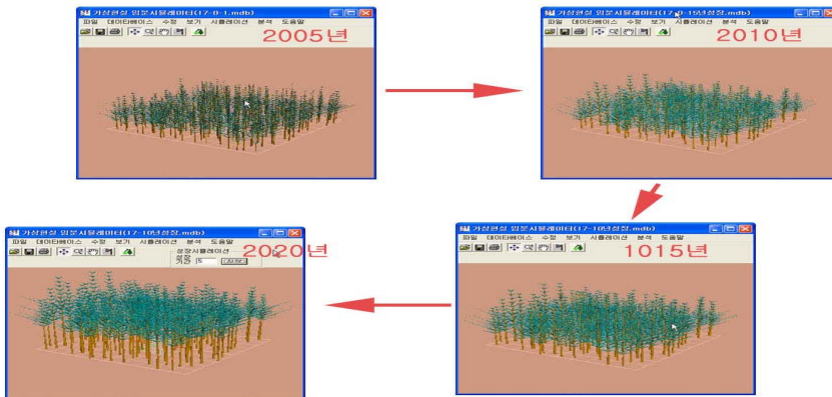 가상현실 임분시뮬레이터(17-0-1.mdb)
파일 데이타베이스 수정 보기 시뮬레이션 분석 도움말
2005년
가상현실 임분시뮬레이터(17-0-15년성장.mdb)
파일 데이타베이스 수정 보기 시뮬레이션 분석 도움말
2010년
가상현실 임분시뮬레이터(17-10년성장.mdb)
파일 데이타베이스 수정 보기 시뮬레이션 분석 도움말
2020년
성장시뮬레이션
5
가상현실 임분시뮬레이터(17-10년성장.mdb)
파일 데이타베이스 수정 보기 시뮬레이션 분석 도움말
1015년